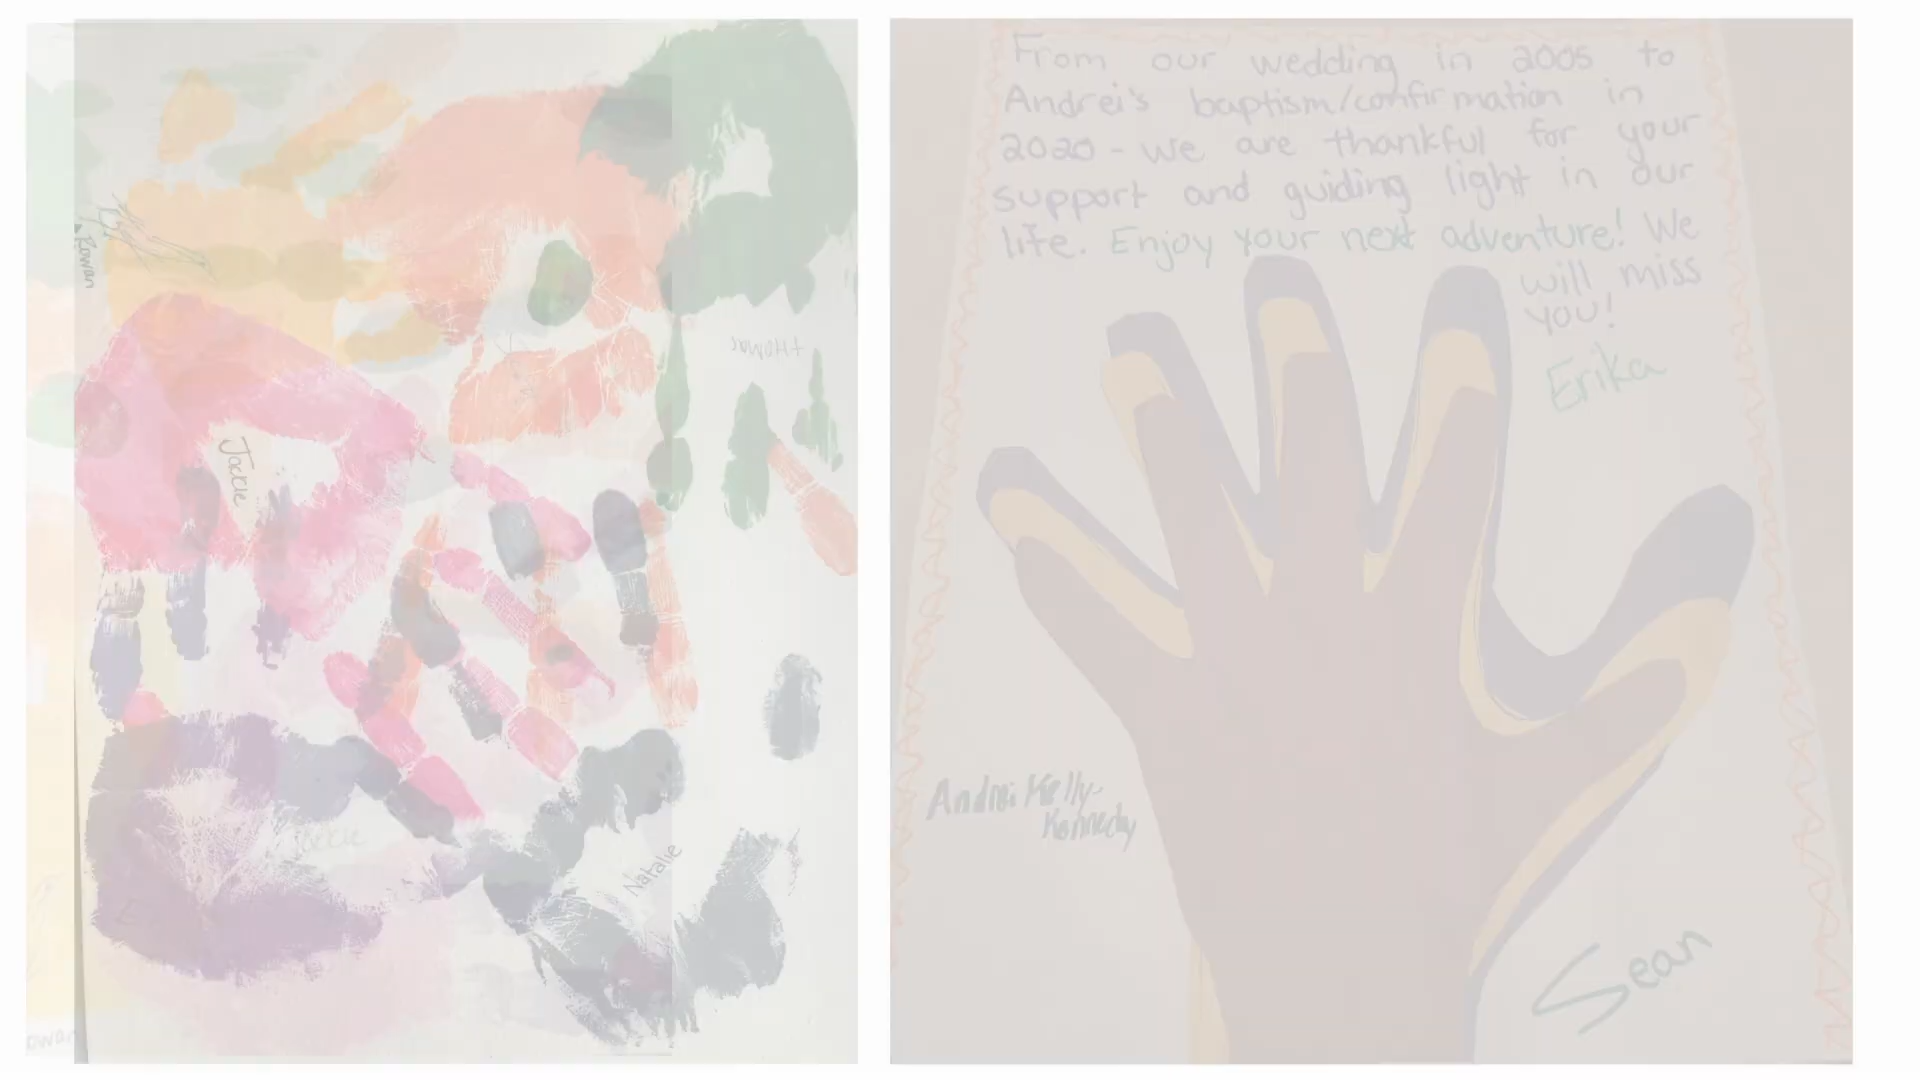 Rowan
THOMAS
Jackie
Jackie
Natalie
From our wedding in 2005 to
Andrei's baptism/confirmation in
2020 - we are thankful for your
support and guiding light in our
life. Enjoy your next adventure! We
will miss
you!
Erika
Andrei Kelly-
Kennedy
Sean